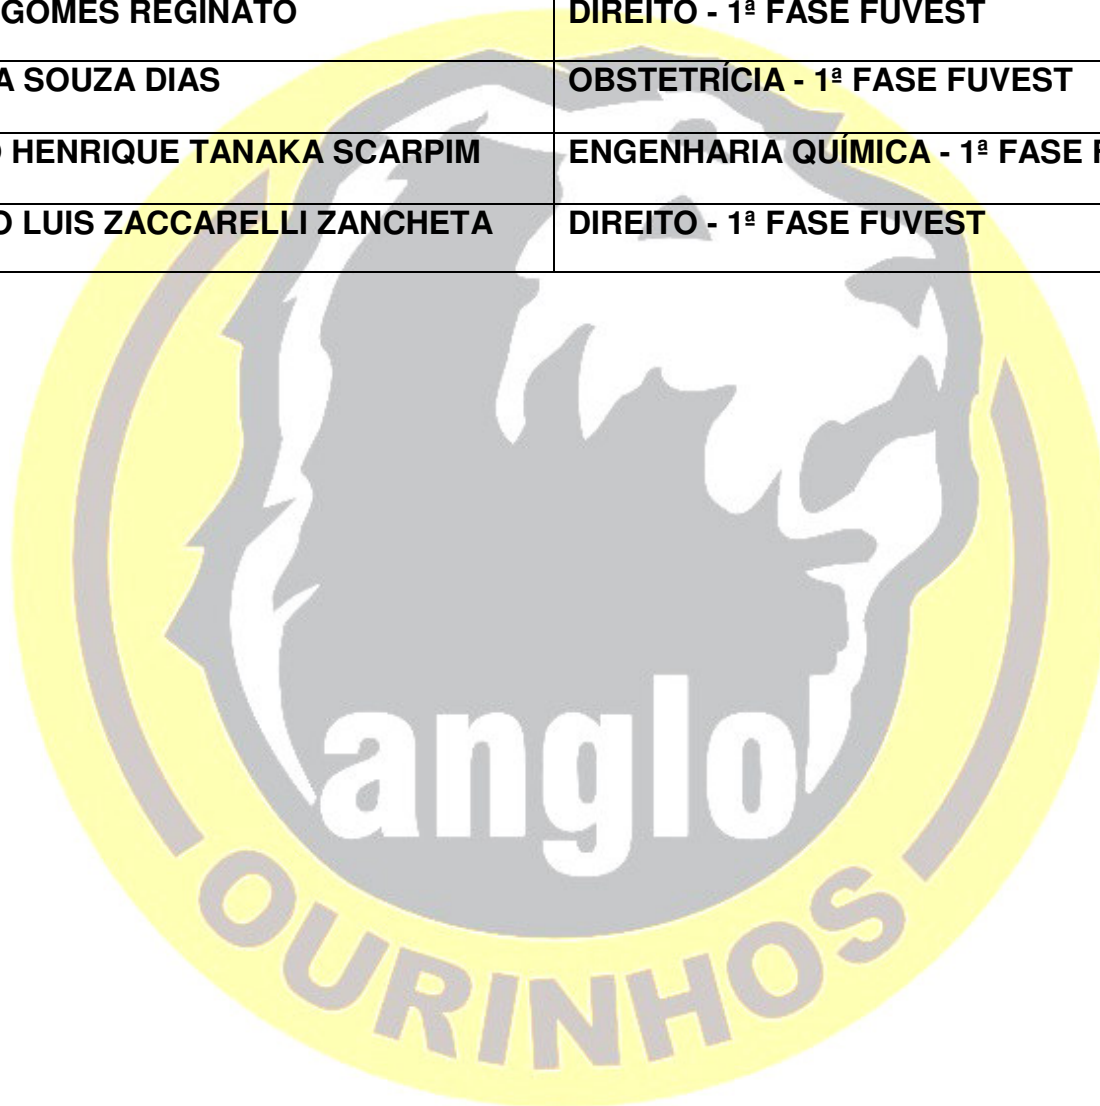 GOMES REGINATO DIREITO - 1ª FASE FUVEST
A SOUZA DIAS OBSTETRÍCIA - 1ª FASE FUVEST
O HENRIQUE TANAKA SCARPIM ENGENHARIA QUÍMICA - 1ª FASE F
O LUIS ZACCARELLI ZANCHETA DIREITO - 1ª FASE FUVEST
anglo
OURINHOS